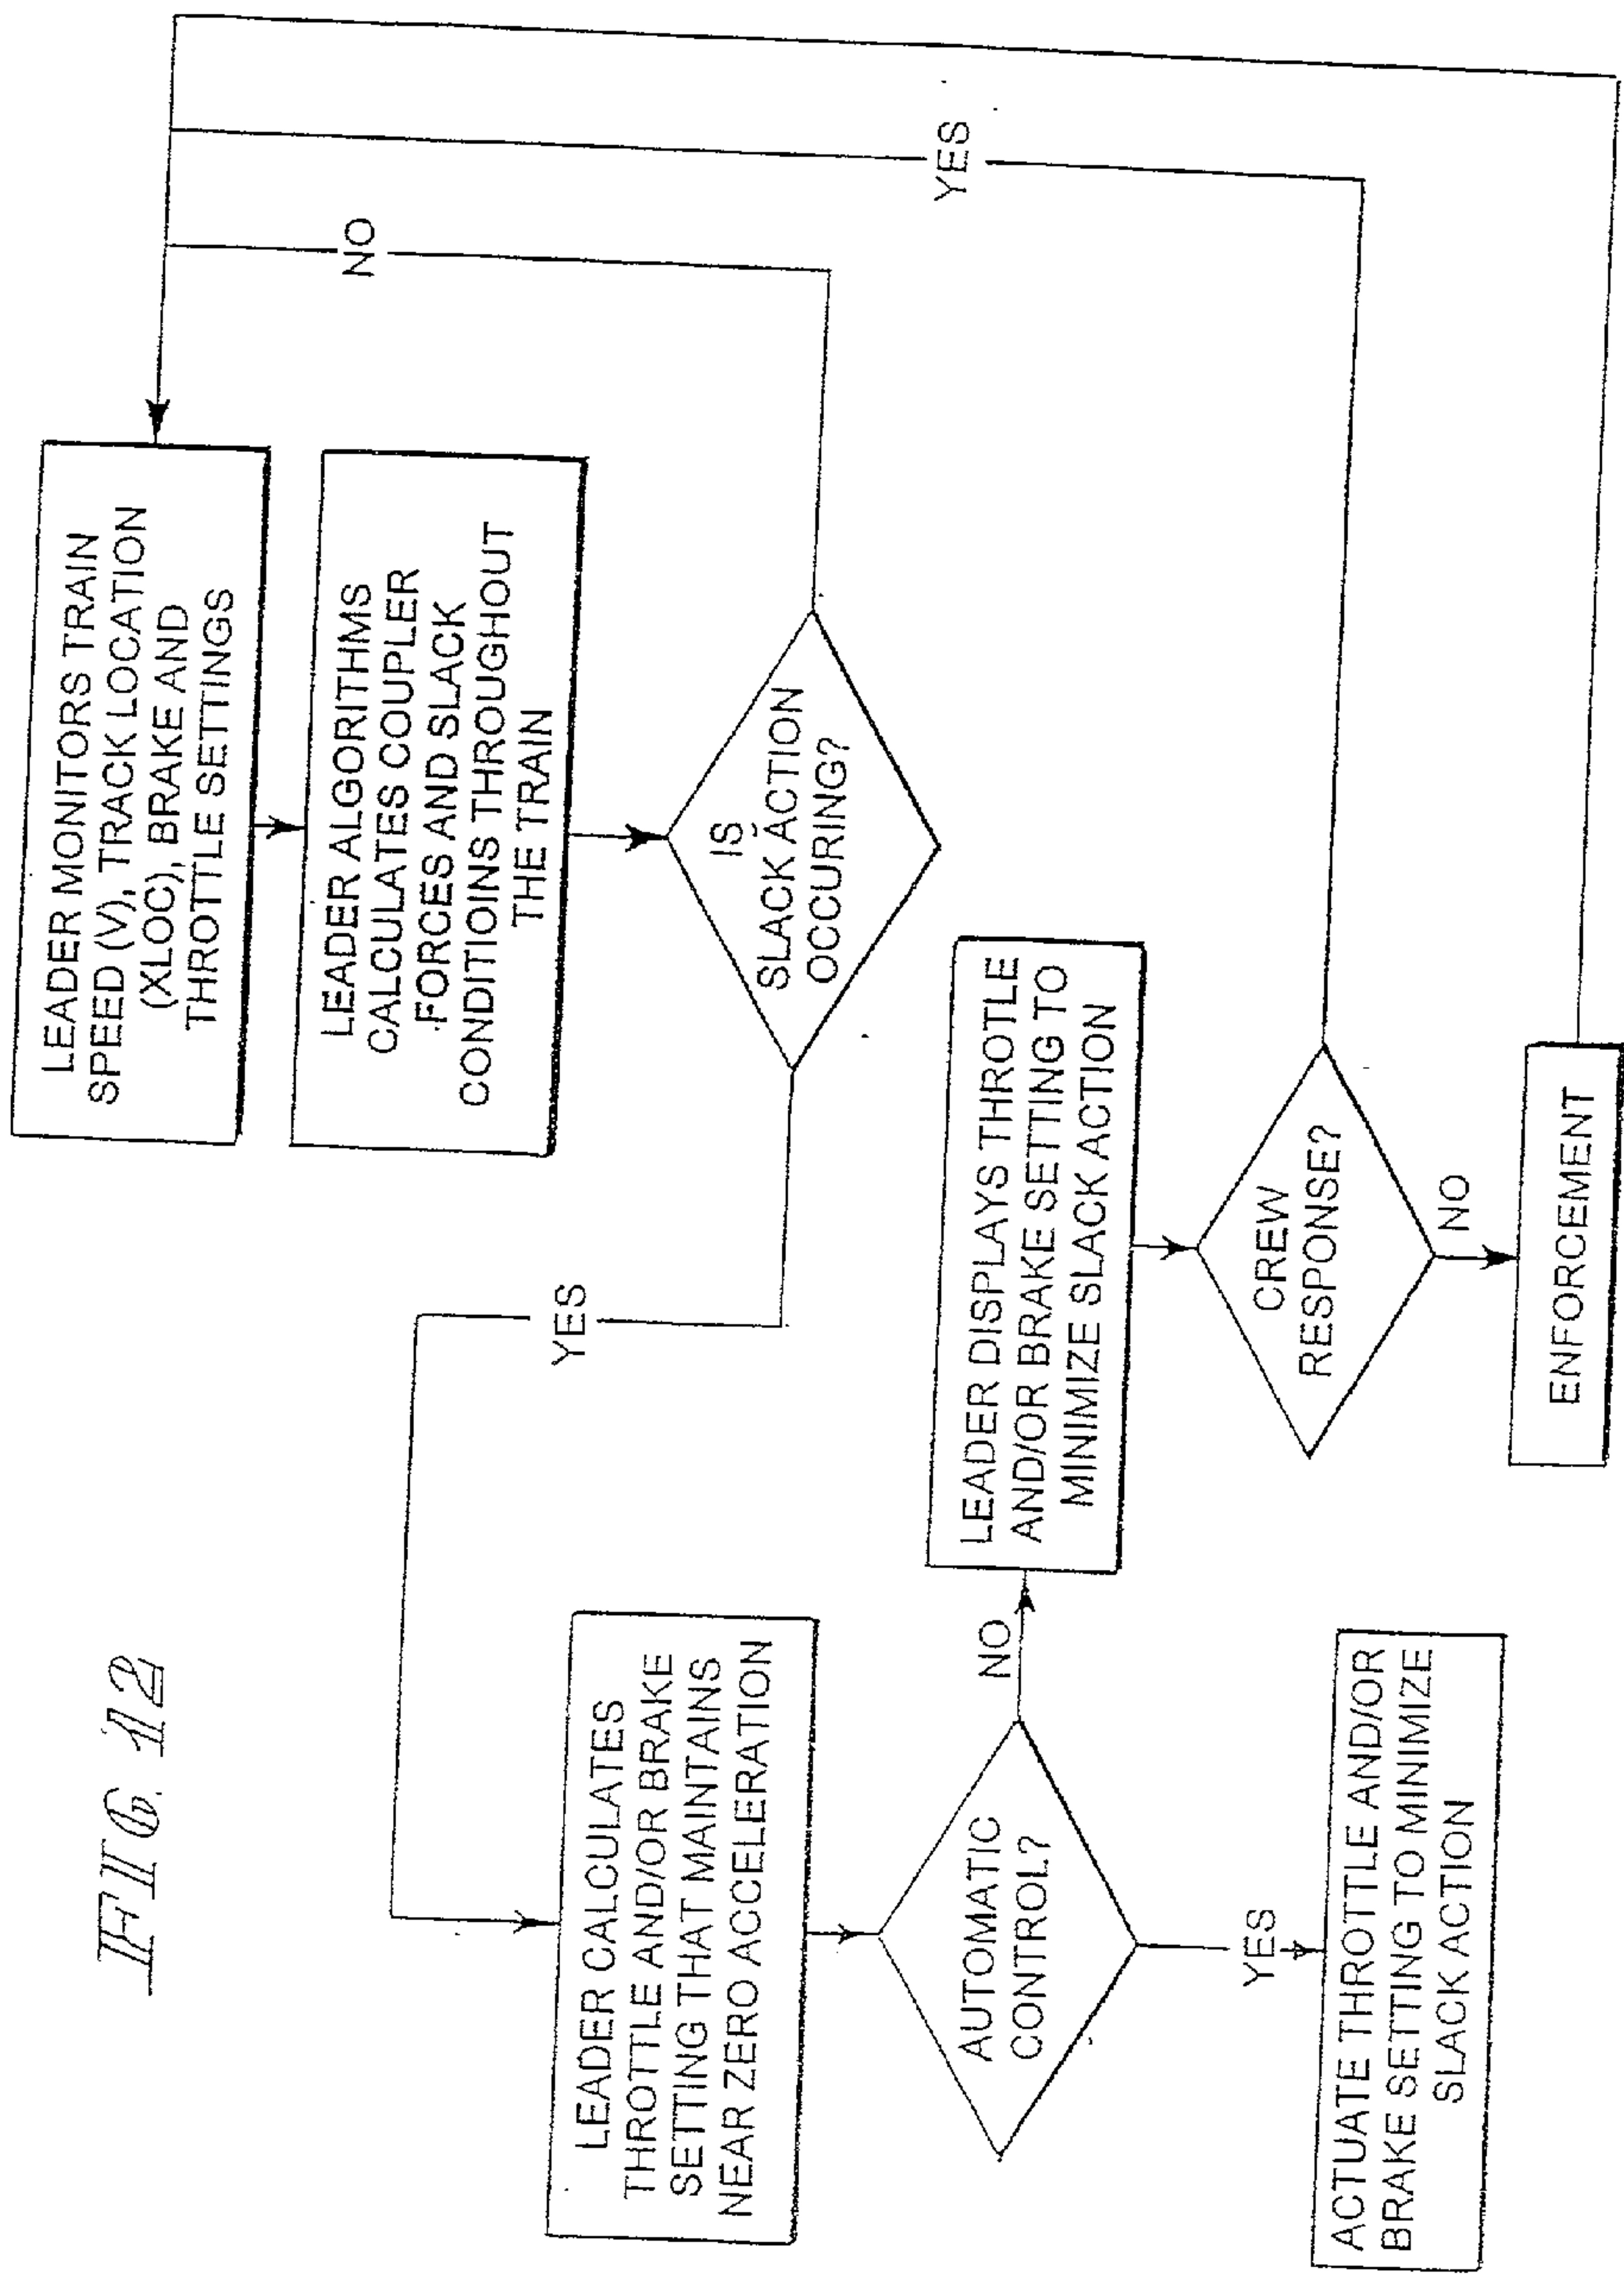 FIG. 12
LEADER MONITORS TRAIN
SPEED (V), TRACK LOCATION
(XLOC), BRAKE AND
THROTTLE SETTINGS
LEADER ALGORITHMS
CALCULATES COUPLER
FORCES AND SLACK
CONDITIOINS THROUGHOUT
THE TRAIN
IS
SLACK ACTION
OCCURING?
NO
YES
LEADER CALCULATES
THROTTLE AND/OR BRAKE
SETTING THAT MAINTAINS
NEAR ZERO ACCELERATION
AUTOMATIC
CONTROL?
NO
YES
ACTUATE THROTTLE AND/OR
BRAKE SETTING TO MINIMIZE
SLACK ACTION
LEADER DISPLAYS THROTLE
AND/OR BRAKE SETTING TO
MINIMIZE SLACK ACTION
CREW
RESPONSE?
YES
NO
ENFORCEMENT